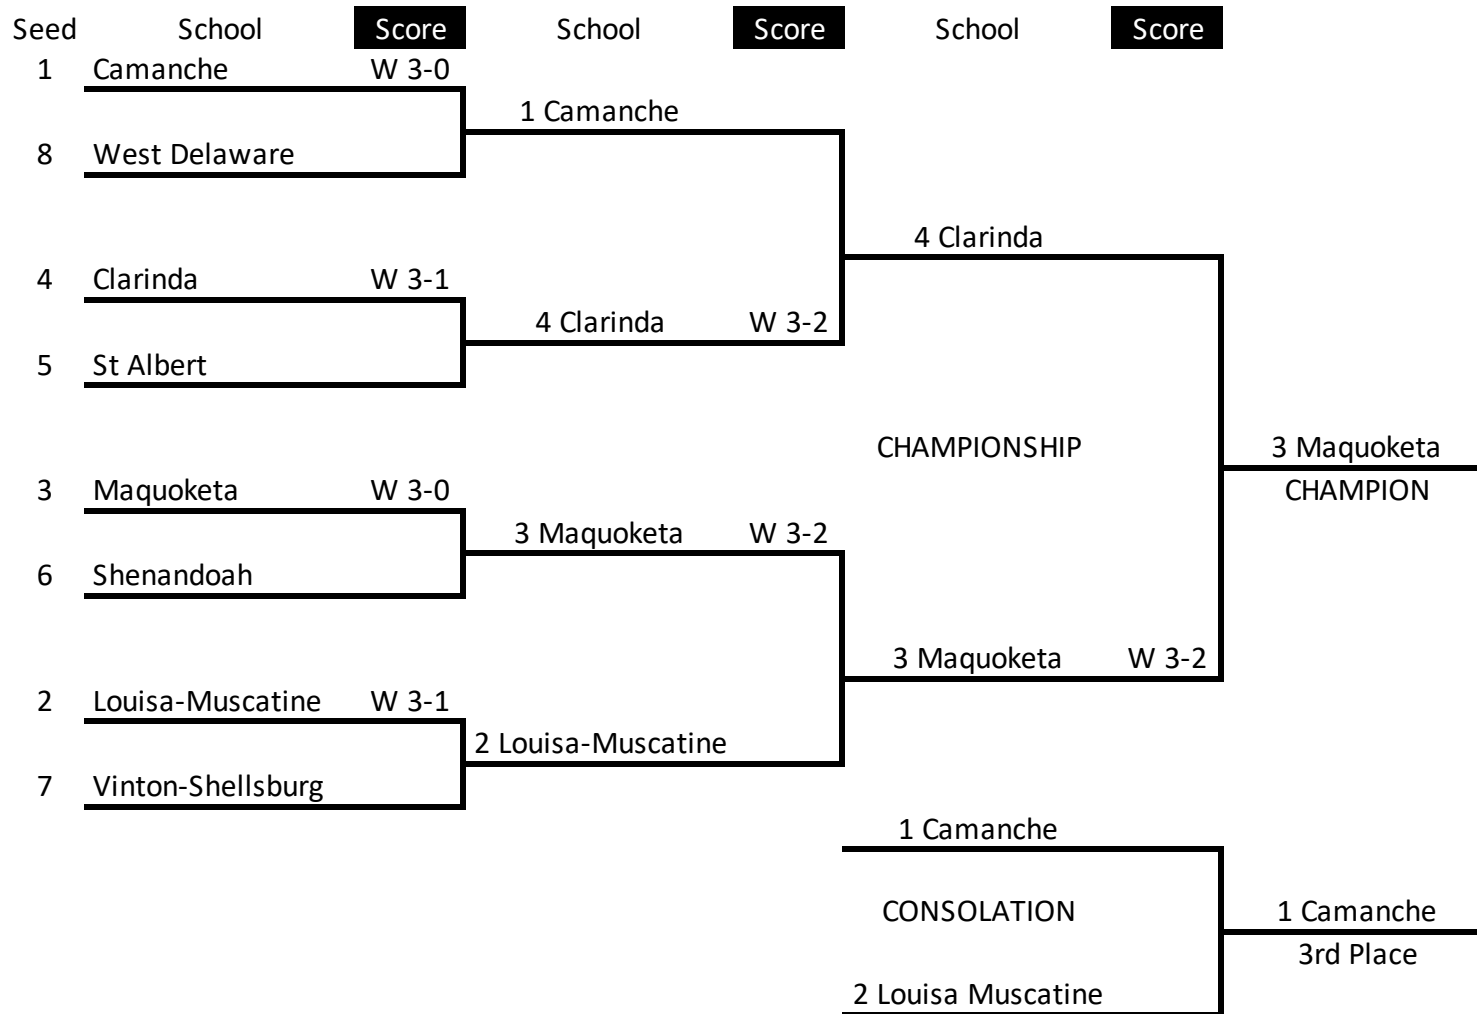 Seed School Score School Score School Score
1 Camanche W 3-0
1 Camanche
8 West Delaware
4 Clarinda
4 Clarinda W 3-1
4 Clarinda W 3-2
5 St Albert
CHAMPIONSHIP 3 Maquoketa
3 Maquoketa W 3-0 CHAMPION
3 Maquoketa W 3-2
6 Shenandoah
3 Maquoketa W 3-2
2 Louisa-Muscatine W 3-1
2 Louisa-Muscatine
7 Vinton-Shellsburg
1 Camanche
CONSOLATION 1 Camanche
3rd Place
2 Louisa Muscatine